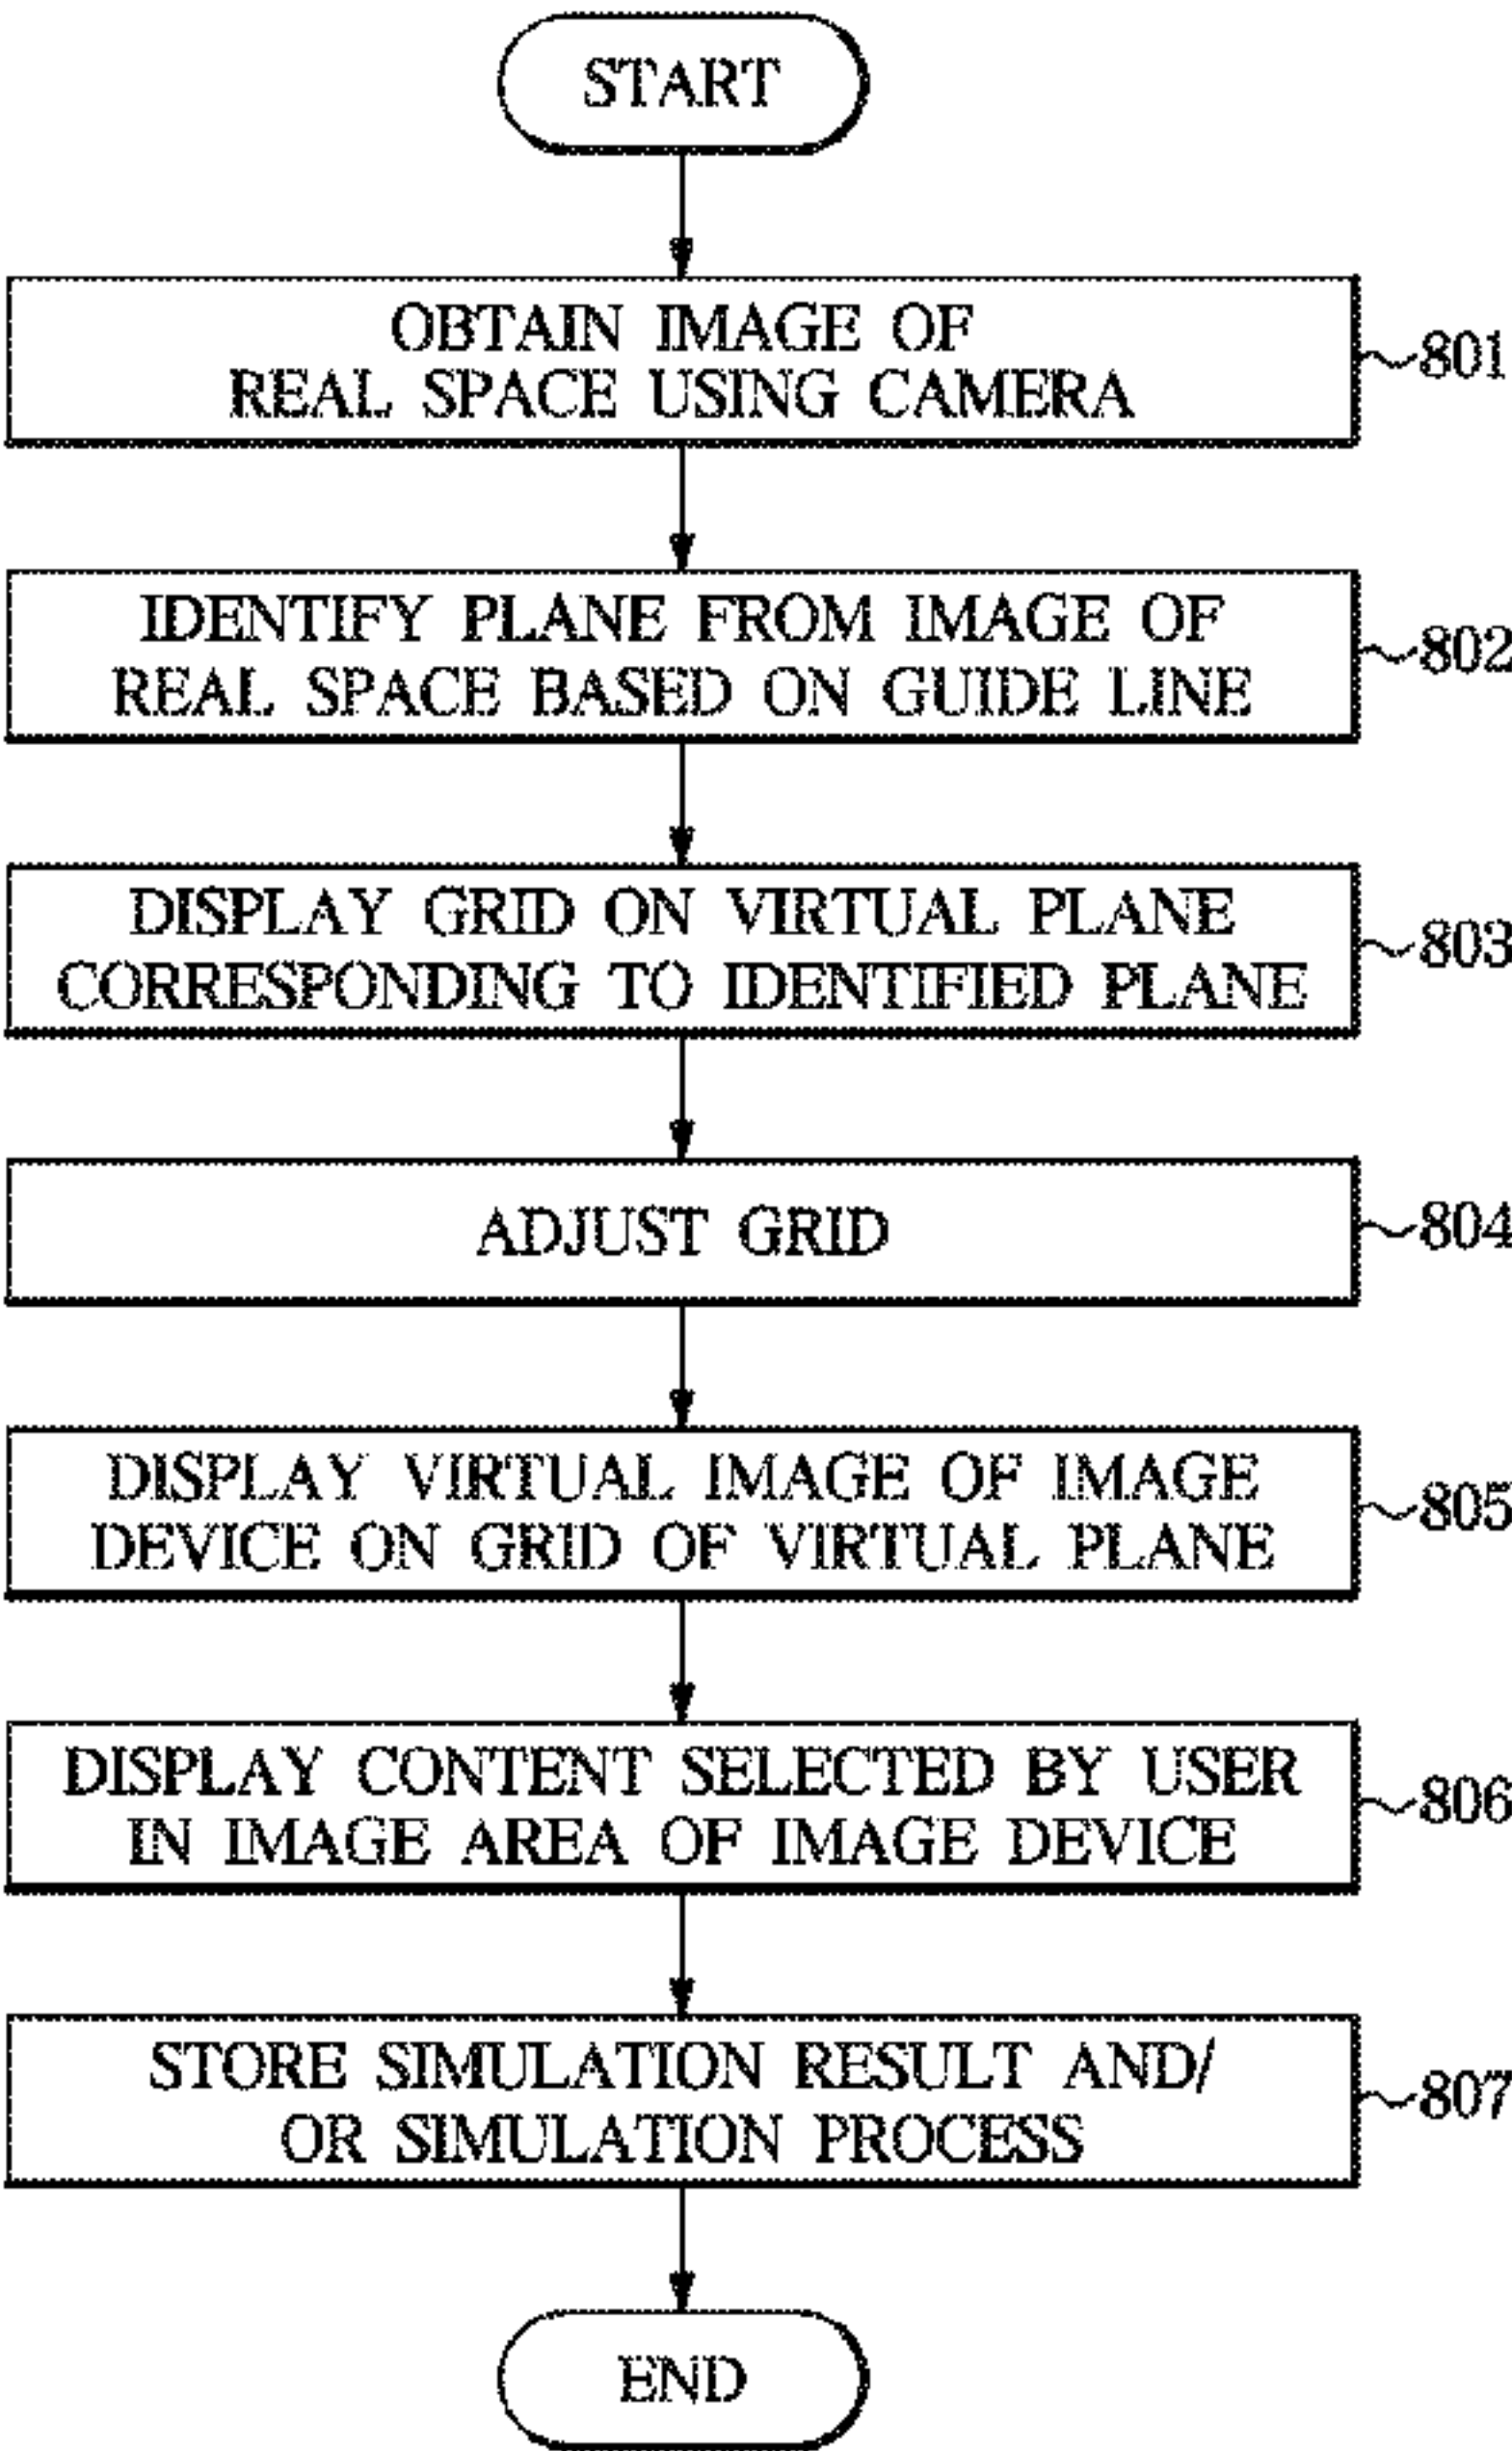 START
OBTAIN IMAGE OF
REAL SPACE USING CAMERA
801
IDENTIFY PLANE FROM IMAGE OF
REAL SPACE BASED ON GUIDE LINE
802
DISPLAY GRID ON VIRTUAL PLANE
CORRESPONDING TO IDENTIFIED PLANE
803
ADJUST GRID
804
DISPLAY VIRTUAL IMAGE OF IMAGE
DEVICE ON GRID OF VIRTUAL PLANE
805
DISPLAY CONTENT SELECTED BY USER
IN IMAGE AREA OF IMAGE DEVICE
806
STORE SIMULATION RESULT AND/
OR SIMULATION PROCESS
807
END